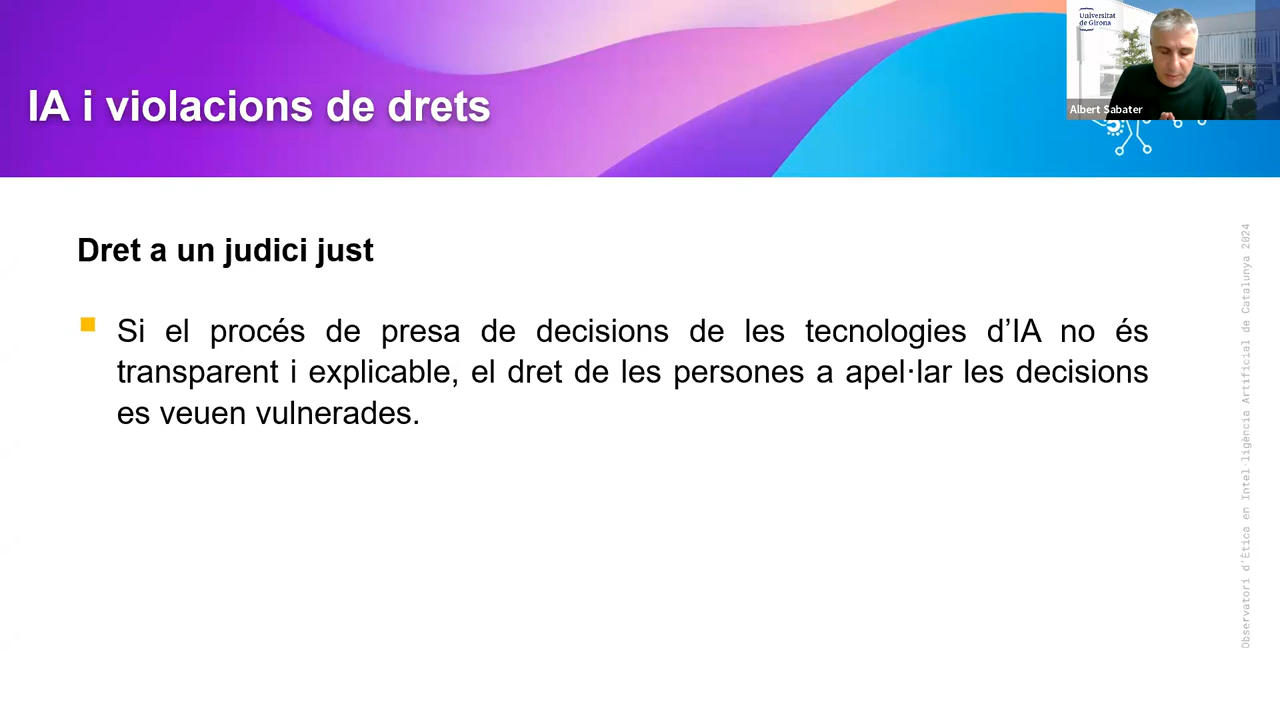 IA i violacions de drets
Universitat
de Girona
Albert Sabater
Dret a un judici just
Si el procés de presa de decisions de les tecnologies d’IA no és
transparent i explicable, el dret de les persones a apel·lar les decisions
es veuen vulnerades.
Observatori d'Ètica en Intel·ligència Artificial de Catalunya 2024